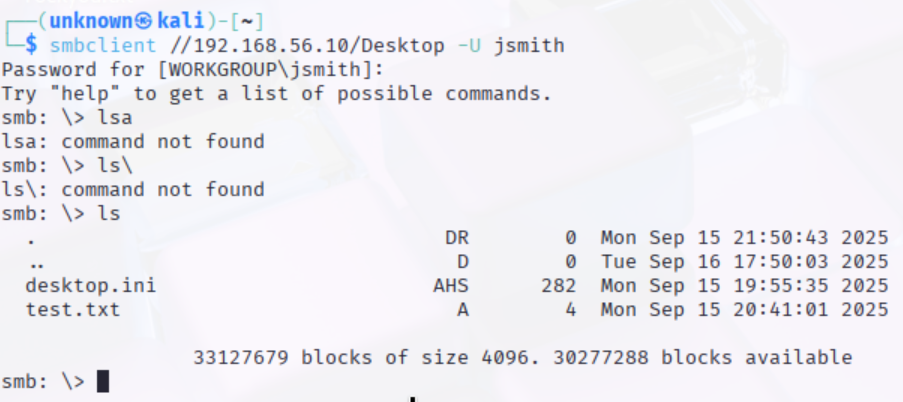 ┌──(unknown㉿kali)-[~]
└─$ smbclient //192.168.56.10/Desktop -U jsmith
Password for [WORKGROUP\jsmith]:
Try "help" to get a list of possible commands.
smb: \> lsa
lsa: command not found
smb: \> ls\
ls\: command not found
smb: \> ls
  .                                  DR        0  Mon Sep 15 21:50:43 2025
  ..                                  D        0  Tue Sep 16 17:50:03 2025
  desktop.ini                       AHS      282  Mon Sep 15 19:55:35 2025
  test.txt                            A        4  Mon Sep 15 20:41:01 2025
                33127679 blocks of size 4096. 30277288 blocks available
smb: \>